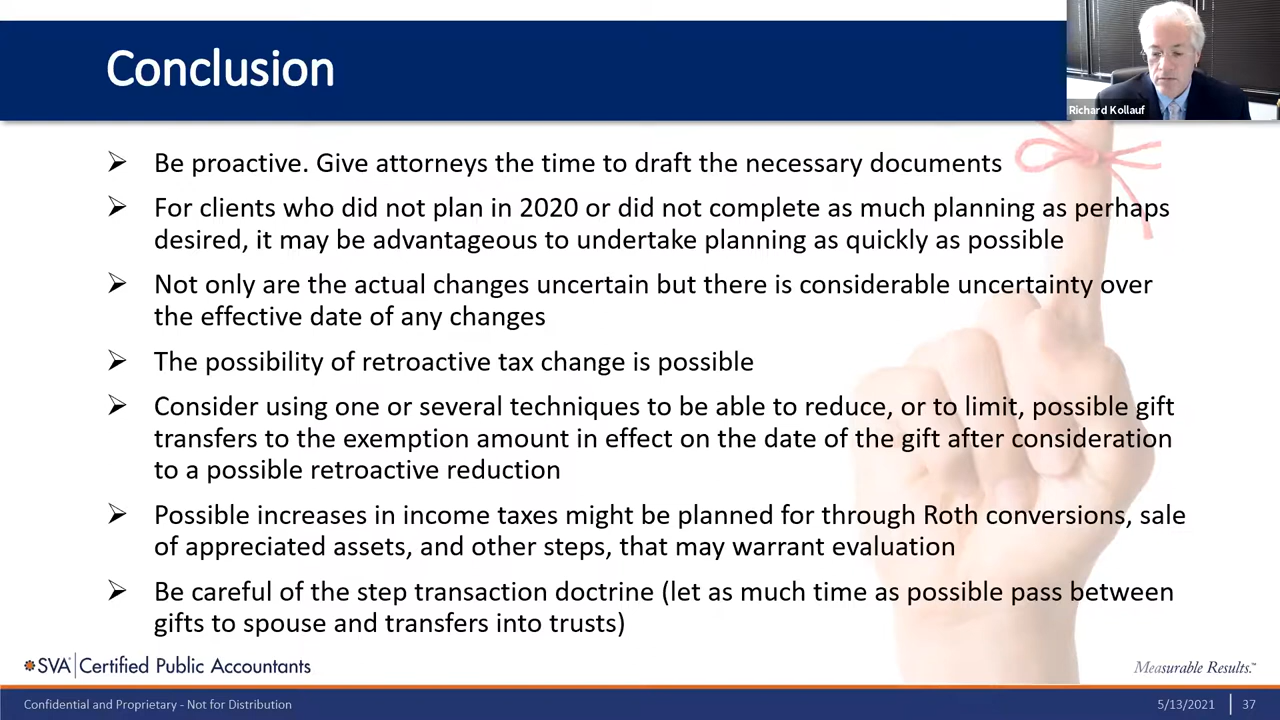 Conclusion
Richard Kollauf
➢ Be proactive. Give attorneys the time to draft the necessary documents
➢ For clients who did not plan in 2020 or did not complete as much planning as perhaps
desired, it may be advantageous to undertake planning as quickly as possible
➢ Not only are the actual changes uncertain but there is considerable uncertainty over
the effective date of any changes
➢ The possibility of retroactive tax change is possible
➢ Consider using one or several techniques to be able to reduce, or to limit, possible gift
transfers to the exemption amount in effect on the date of the gift after consideration
to a possible retroactive reduction
➢ Possible increases in income taxes might be planned for through Roth conversions, sale
of appreciated assets, and other steps, that may warrant evaluation
➢ Be careful of the step transaction doctrine (let as much time as possible pass between
gifts to spouse and transfers into trusts)
SVA® Certified Public Accountants
Measurable Results.™
Confidential and Proprietary - Not for Distribution
5/13/2021 37